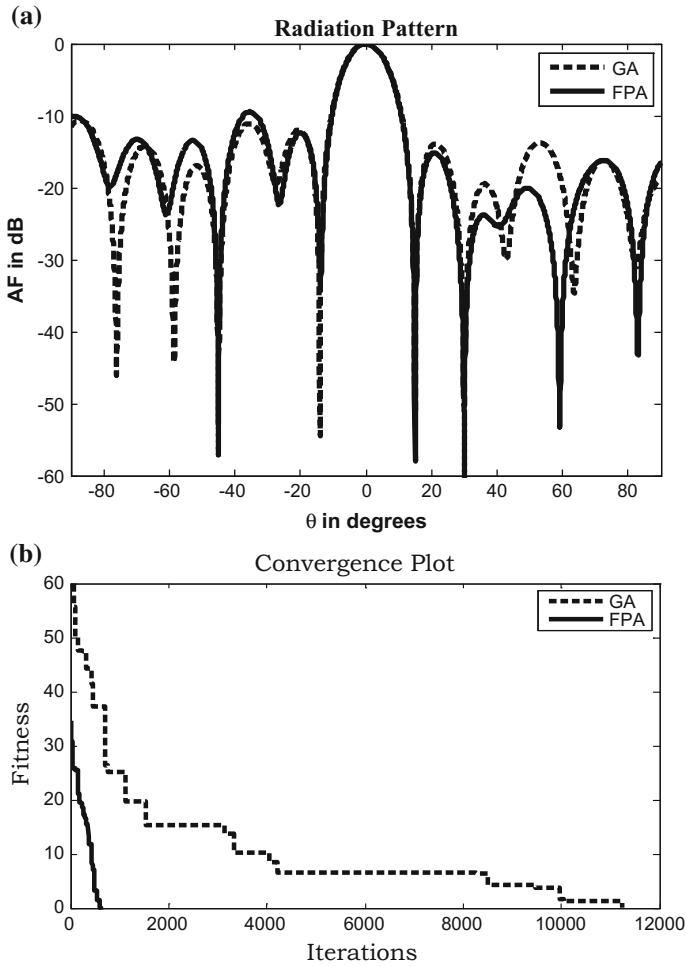 (a)
Radiation Pattern
GA
FPA
0
-10
-20
-30
-40
-50
-60
AF in dB
-80 -60 -40 -20 0 20 40 60 80
θ in degrees
(b)
Convergence Plot
GA
FPA
60
50
40
30
20
10
0
Fitness
0 2000 4000 6000 8000 10000 12000
Iterations